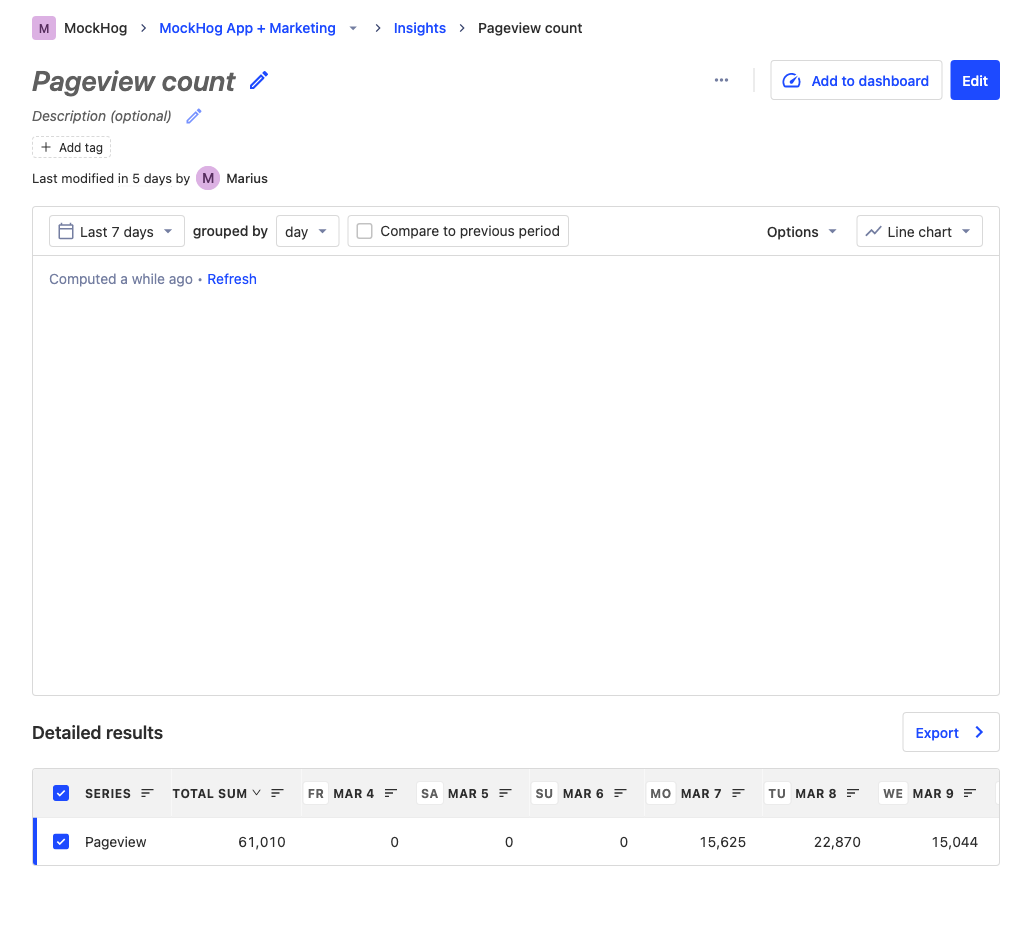 M MockHog MockHog App + Marketing Insights Pageview count
Pageview count
Add to dashboard Edit
Description (optional)
Add tag
Last modified in 5 days by M Marius
Last 7 days grouped by day Compare to previous period Options Line chart
Computed a while ago • Refresh
Detailed results Export
SERIES TOTAL SUM FR MAR 4 SA MAR 5 SU MAR 6 MO MAR 7 TU MAR 8 WE MAR 9
Pageview 61,010 0 0 0 15,625 22,870 15,044